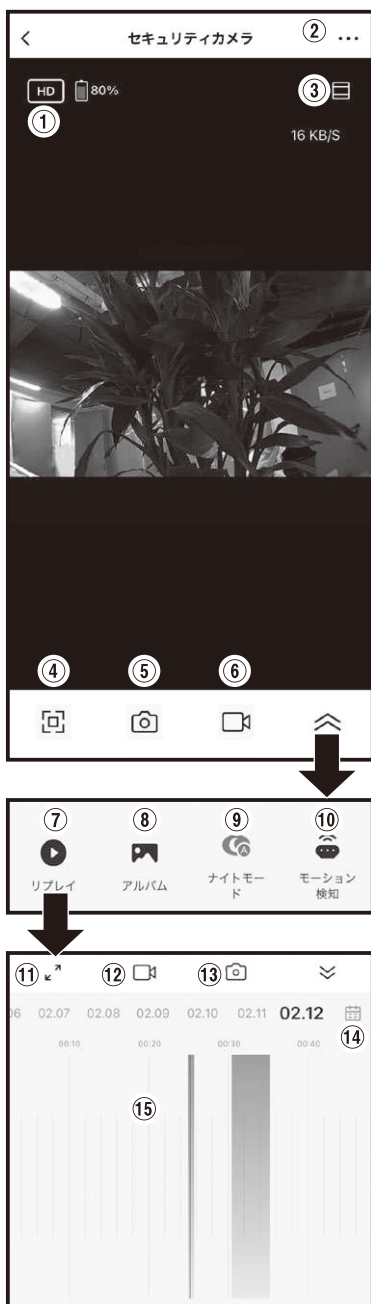 セキュリティカメラ ② ...
HD 80% ③
①
16 KB/S
④ ⑤ ⑥
⑦ ⑧ ⑨ ⑩
リプレイ アルバム ナイトモー モーション
ド 検知
⑪ ⑫ ⑬
06 02.07 02.08 02.09 02.10 02.11 02.12
⑭
00:10 00:20 00:30 00:40
⑮